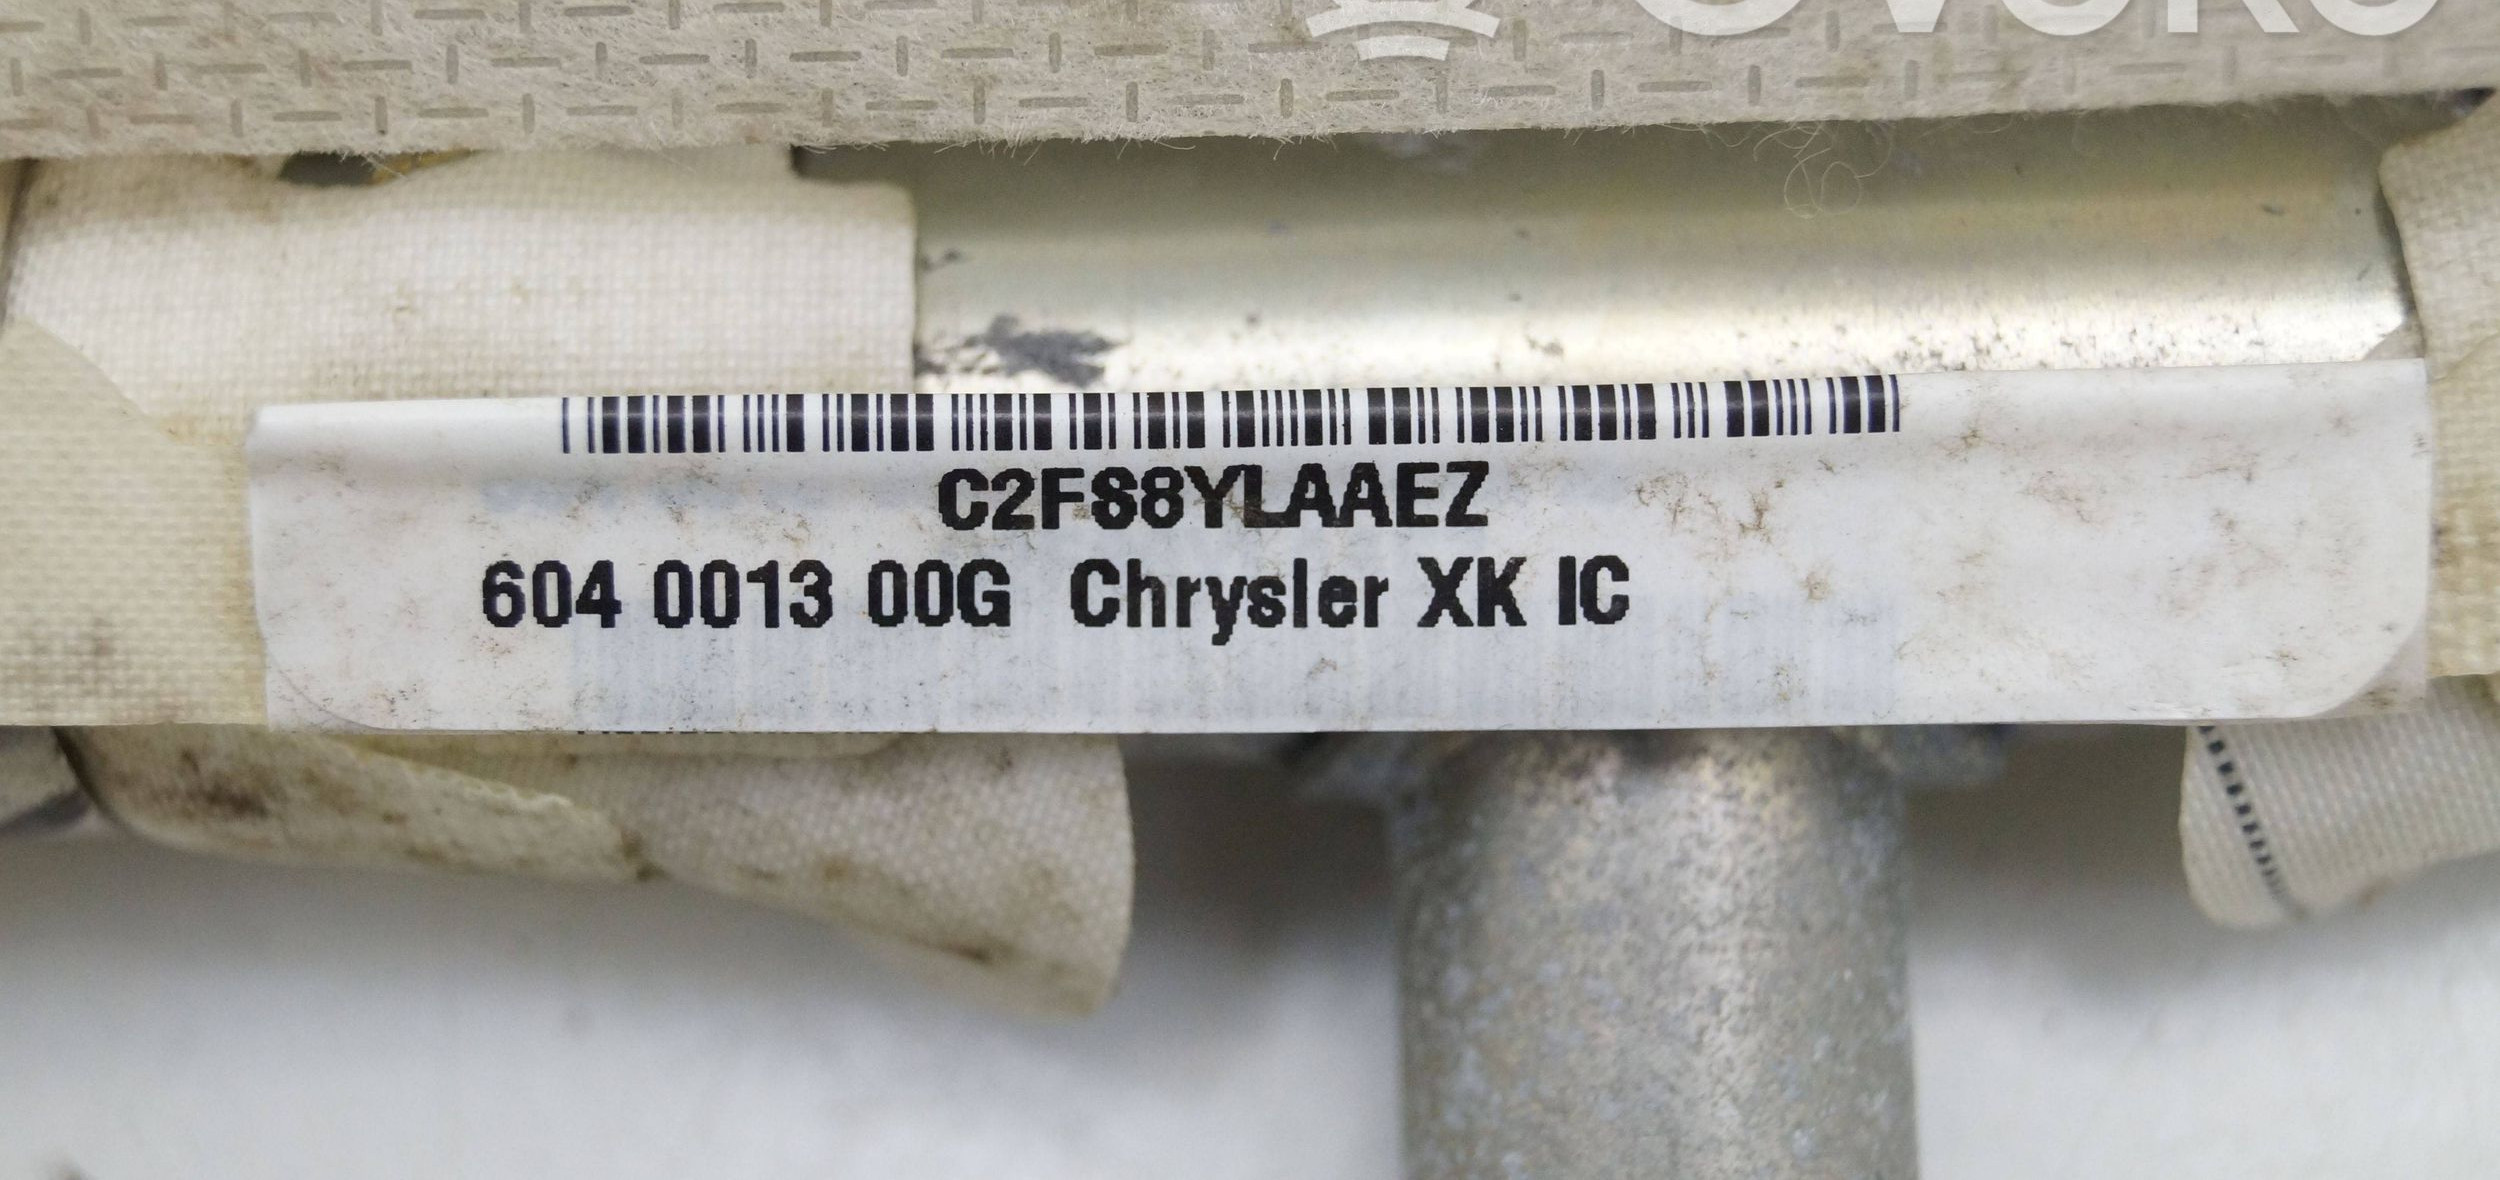 C2FS8YLAAEZ
604 0013 00G Chrysler XK IC